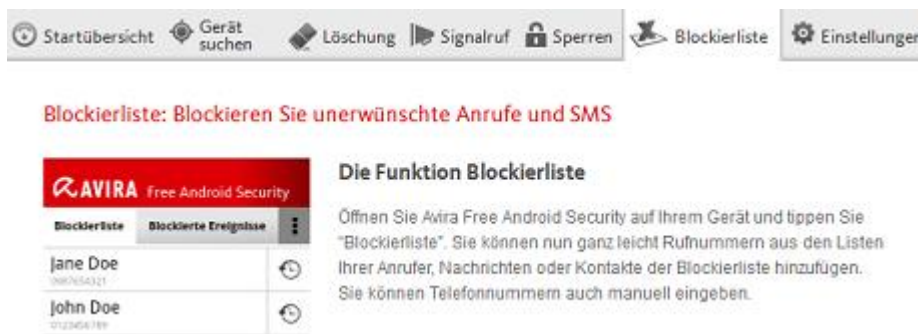 Startübersicht
Gerät suchen
Löschung
Signalruf
Sperren
Blockierliste
Einstellungen
Blockierliste: Blockieren Sie unerwünschte Anrufe und SMS
AVIRA Free Android Security
Blockierliste Blockierte Ereignisse
Jane Doe
0987654321
John Doe
0123456789
Die Funktion Blockierliste
Öffnen Sie Avira Free Android Security auf Ihrem Gerät und tippen Sie
"Blockierliste". Sie können nun ganz leicht Rufnummern aus den Listen
Ihrer Anrufer, Nachrichten oder Kontakte der Blockierliste hinzufügen.
Sie können Telefonnummern auch manuell eingeben.